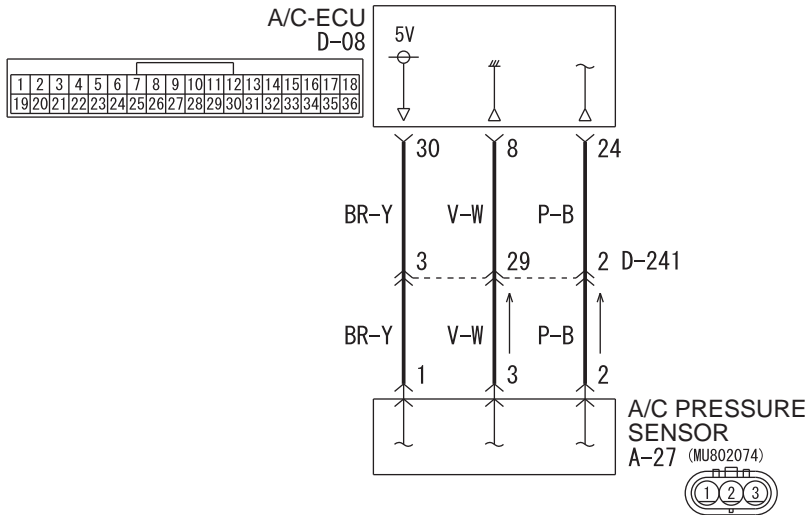 A/C-ECU
D-08
5V
1 2 3 4 5 6 7 8 9 10 11 12 13 14 15 16 17 18
19 20 21 22 23 24 25 26 27 28 29 30 31 32 33 34 35 36
30 8 24
BR-Y V-W P-B
3 29 2 D-241
BR-Y V-W P-B
1 3 2
A/C PRESSURE
SENSOR
A-27 (MU802074)
1 2 3